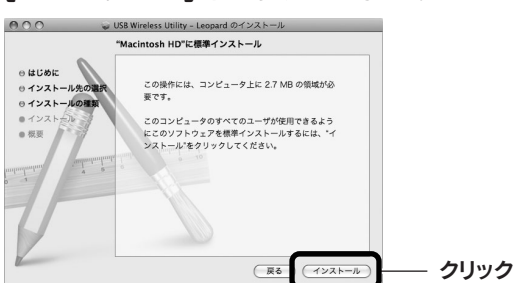 USB Wireless Utility - Leopard のインストール
"Macintosh HD"に標準インストール
はじめに
インストール先の選択
インストールの種類
インストール
概要
この操作には、コンピュータ上に 2.7 MB の領域が必
要です。
このコンピュータのすべてのユーザが使用できるよう
にこのソフトウェアを標準インストールするには、"イ
ンストール"をクリックしてください。
戻る
インストール
クリック